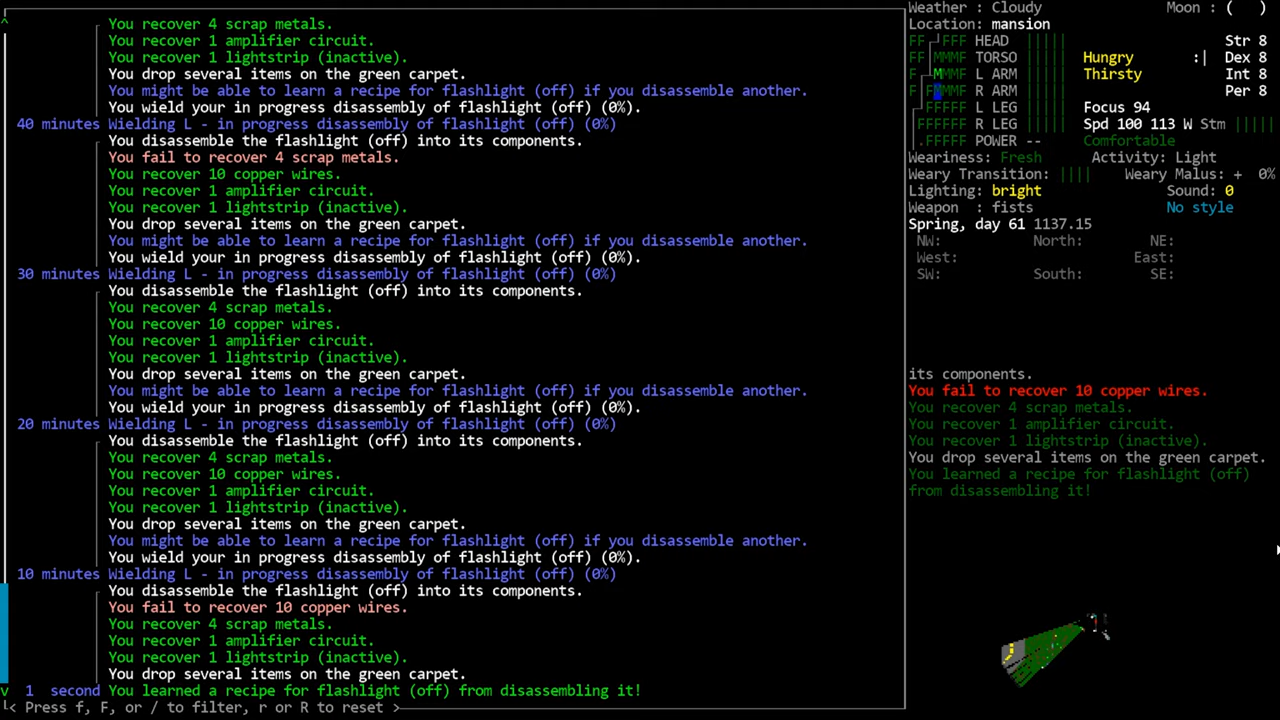 You recover 4 scrap metals.
You recover 1 amplifier circuit.
You recover 1 lightstrip (inactive).
You drop several items on the green carpet.
You might be able to learn a recipe for flashlight (off) if you disassemble another.
You wield your in progress disassembly of flashlight (off) (0%).
40 minutes Wielding L - in progress disassembly of flashlight (off) (0%)
You disassemble the flashlight (off) into its components.
You fail to recover 4 scrap metals.
You recover 10 copper wires.
You recover 1 amplifier circuit.
You recover 1 lightstrip (inactive).
You drop several items on the green carpet.
You might be able to learn a recipe for flashlight (off) if you disassemble another.
You wield your in progress disassembly of flashlight (off) (0%).
30 minutes Wielding L - in progress disassembly of flashlight (off) (0%)
You disassemble the flashlight (off) into its components.
You recover 4 scrap metals.
You recover 10 copper wires.
You recover 1 amplifier circuit.
You recover 1 lightstrip (inactive).
You drop several items on the green carpet.
You might be able to learn a recipe for flashlight (off) if you disassemble another.
You wield your in progress disassembly of flashlight (off) (0%).
20 minutes Wielding L - in progress disassembly of flashlight (off) (0%)
You disassemble the flashlight (off) into its components.
You recover 4 scrap metals.
You recover 10 copper wires.
You recover 1 amplifier circuit.
You recover 1 lightstrip (inactive).
You drop several items on the green carpet.
You might be able to learn a recipe for flashlight (off) if you disassemble another.
You wield your in progress disassembly of flashlight (off) (0%).
10 minutes Wielding L - in progress disassembly of flashlight (off) (0%)
You disassemble the flashlight (off) into its components.
You fail to recover 10 copper wires.
You recover 4 scrap metals.
You recover 1 amplifier circuit.
You recover 1 lightstrip (inactive).
You drop several items on the green carpet.
v 1 second You learned a recipe for flashlight (off) from disassembling it!
< Press f, F, or / to filter, r or R to reset >
Weather : Cloudy Moon : ( )
Location: mansion
FF FFF HEAD ||||| Str 8
FF MMMF TORSO ||||| Hungry :| Dex 8
F MMMF L ARM ||||| Thirsty Int 8
F FMMMF R ARM ||||| Per 8
FFFFF L LEG ||||| Focus 94
FFFFFF R LEG ||||| Spd 100 113 W Stm |||||
.FFFFF POWER -- Comfortable
Weariness: Fresh Activity: Light
Weary Transition: |||| Weary Malus: + 0%
Lighting: bright Sound: 0
Weapon : fists No style
Spring, day 61 1137.15
NW: North: NE:
West: East:
SW: South: SE:
its components.
You fail to recover 10 copper wires.
You recover 4 scrap metals.
You recover 1 amplifier circuit.
You recover 1 lightstrip (inactive).
You drop several items on the green carpet.
You learned a recipe for flashlight (off)
from disassembling it!